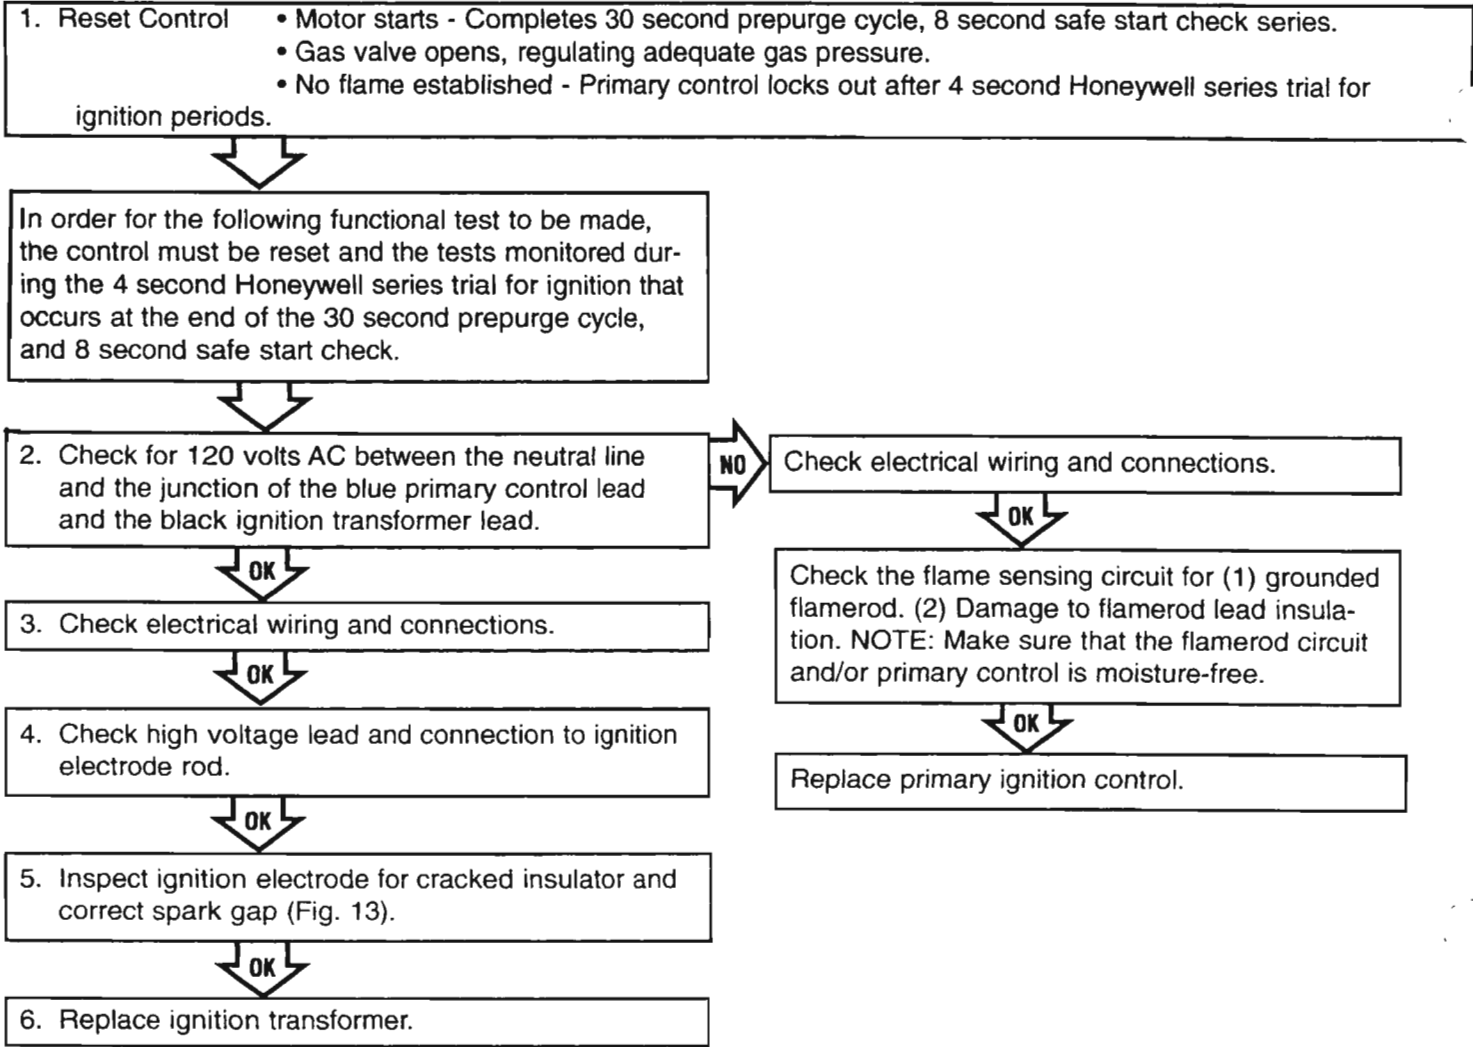 1. Reset Control • Motor starts - Completes 30 second prepurge cycle, 8 second safe start check series.
• Gas valve opens, regulating adequate gas pressure.
• No flame established - Primary control locks out after 4 second Honeywell series trial for
ignition periods.
In order for the following functional test to be made,
the control must be reset and the tests monitored dur-
ing the 4 second Honeywell series trial for ignition that
occurs at the end of the 30 second prepurge cycle,
and 8 second safe start check.
2. Check for 120 volts AC between the neutral line
and the junction of the blue primary control lead
and the black ignition transformer lead.
NO
Check electrical wiring and connections.
OK
Check the flame sensing circuit for (1) grounded
flamerod. (2) Damage to flamerod lead insula-
tion. NOTE: Make sure that the flamerod circuit
and/or primary control is moisture-free.
OK
Replace primary ignition control.
OK
3. Check electrical wiring and connections.
OK
4. Check high voltage lead and connection to ignition
electrode rod.
OK
5. Inspect ignition electrode for cracked insulator and
correct spark gap (Fig. 13).
OK
6. Replace ignition transformer.